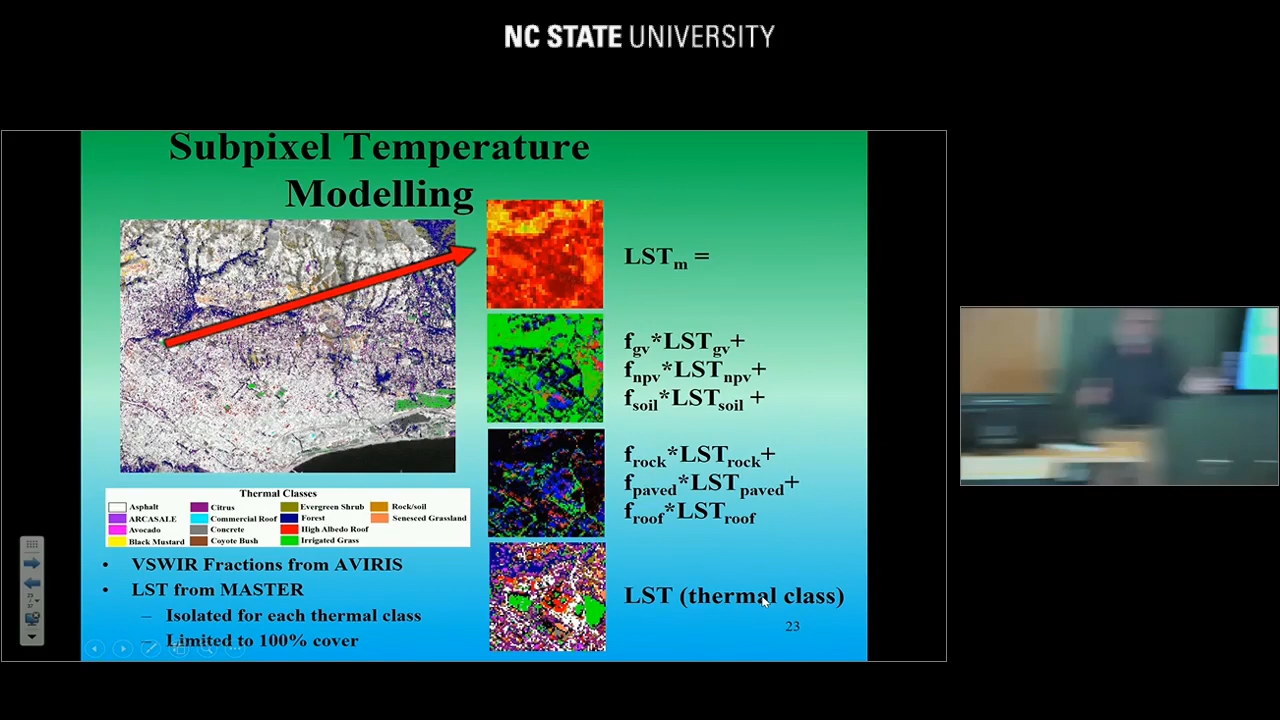 NC STATE UNIVERSITY
Subpixel Temperature
Modelling
LSTm =
fgv*LSTgv+
fnpv*LSTnpv+
fsoil*LSTsoil +
frock*LSTrock+
fpaved*LSTpaved+
froof*LSTroof
LST (thermal class)
23
Thermal Classes
Asphalt Citrus Evergreen Shrub Rock/soil
ARCASALE Commercial Roof Forest Senesced Grassland
Avocado Concrete High Albedo Roof
Black Mustard Coyote Bush Irrigated Grass
• VSWIR Fractions from AVIRIS
• LST from MASTER
– Isolated for each thermal class
– Limited to 100% cover